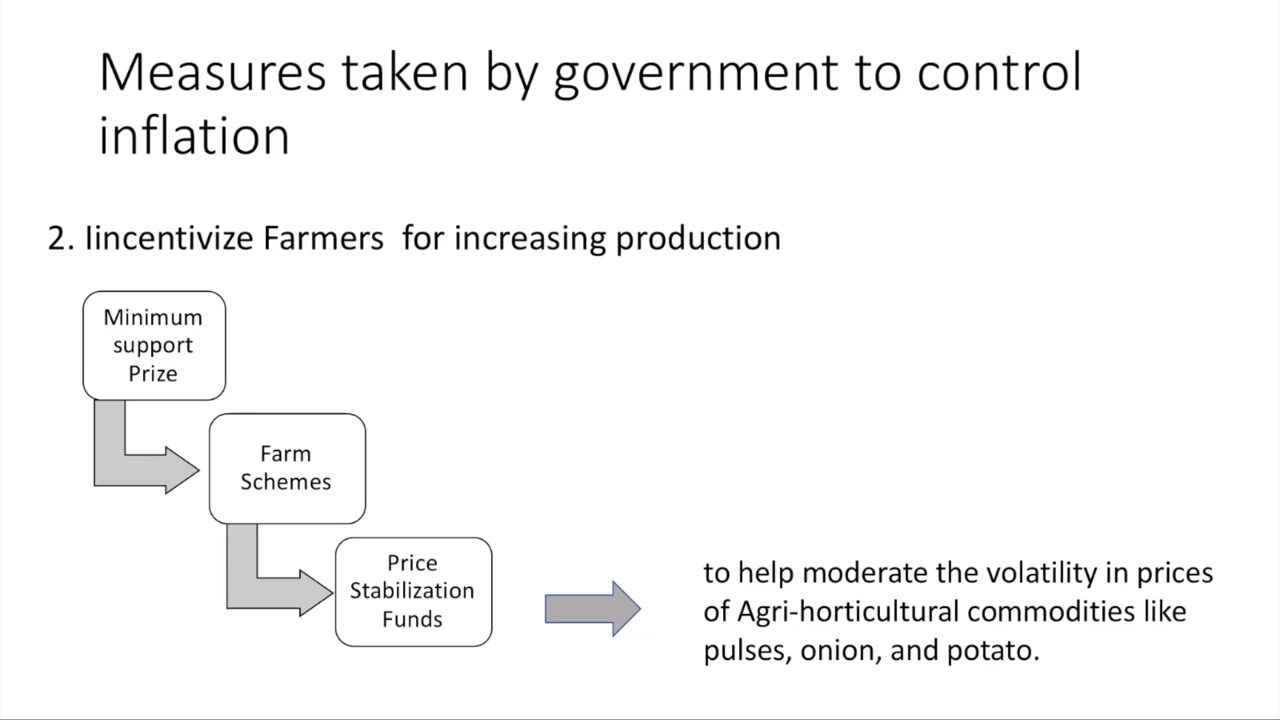 Measures taken by government to control
inflation
2. Iincentivize Farmers for increasing production
Minimum
support
Prize
Farm
Schemes
Price
Stabilization
Funds
to help moderate the volatility in prices
of Agri-horticultural commodities like
pulses, onion, and potato.